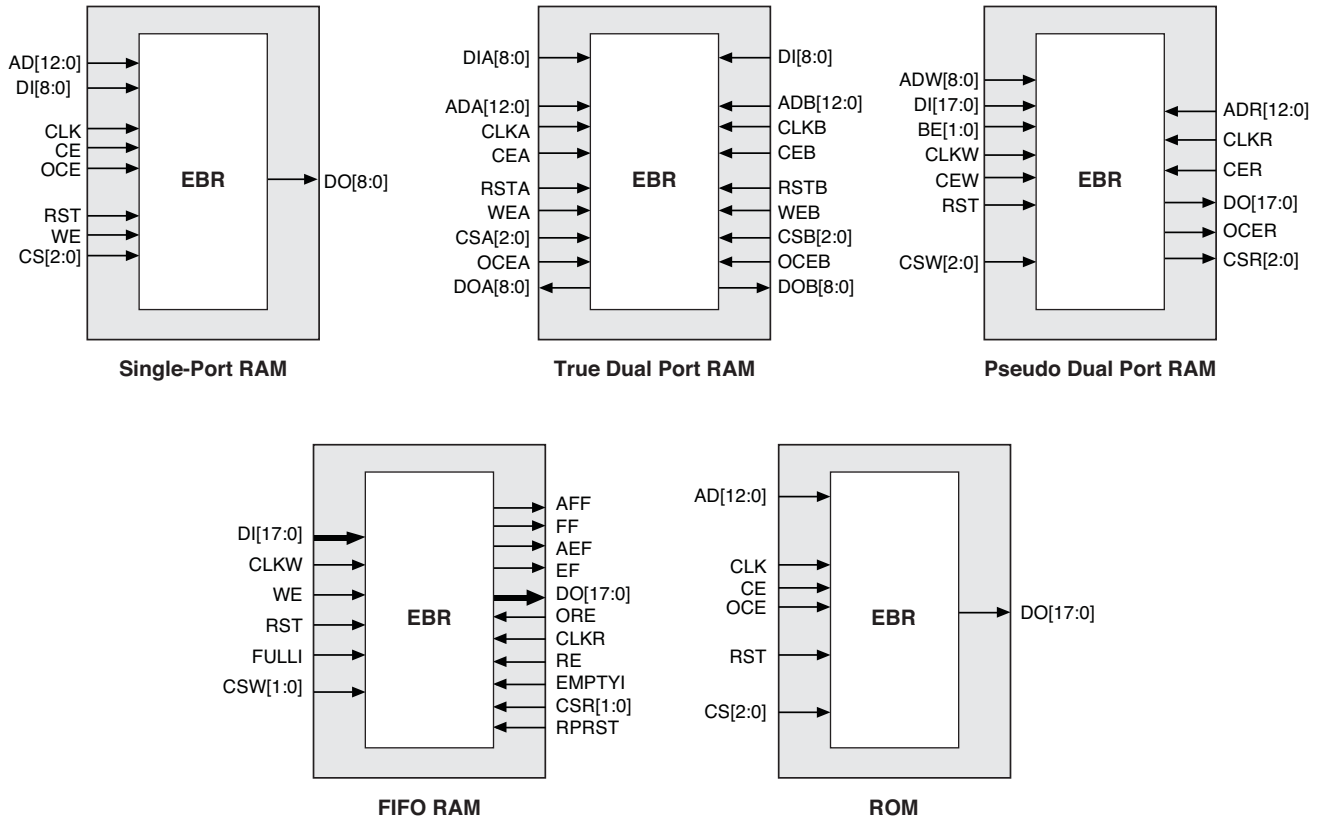 AD[12:0]
DI[8:0]
CLK
CE
OCE
RST
WE
CS[2:0]
EBR
DO[8:0]
Single-Port RAM
DIA[8:0]
ADA[12:0]
CLKA
CEA
RSTA
WEA
CSA[2:0]
OCEA
DOA[8:0]
EBR
DI[8:0]
ADB[12:0]
CLKB
CEB
RSTB
WEB
CSB[2:0]
OCEB
DOB[8:0]
True Dual Port RAM
ADW[8:0]
DI[17:0]
BE[1:0]
CLKW
CEW
RST
CSW[2:0]
EBR
ADR[12:0]
CLKR
CER
DO[17:0]
OCER
CSR[2:0]
Pseudo Dual Port RAM
DI[17:0]
CLKW
WE
RST
FULLI
CSW[1:0]
EBR
AFF
FF
AEF
EF
DO[17:0]
ORE
CLKR
RE
EMPTYI
CSR[1:0]
RPRST
FIFO RAM
AD[12:0]
CLK
CE
OCE
RST
CS[2:0]
EBR
DO[17:0]
ROM